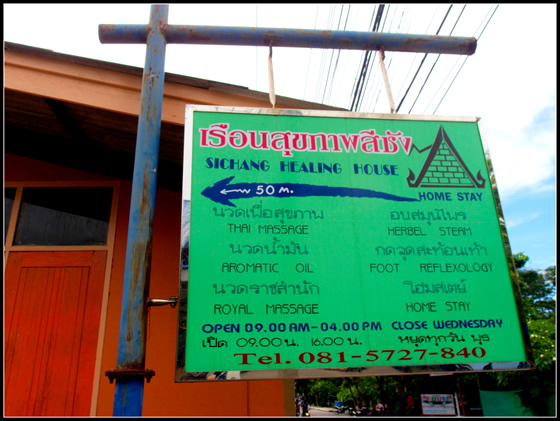 เรือนสุขภาพสีชัง
SICHANG HEALING HOUSE
50 M.
HOME STAY
นวดเพื่อสุขภาพ
THAI MASSAGE
อบสมุนไพร
HERBEL STEAM
นวดน้ำมัน
AROMATIC OIL
กดจุดสะท้อนเท้า
FOOT REFLEXOLOGY
นวดราชสำนัก
ROYAL MASSAGE
โฮมสเตย์
HOME STAY
OPEN 09.00 AM-04.00 PM CLOSE WEDNESDAY
เปิด 09.00 น. 16.00 น. หยุดทุกวัน พุธ
Tel. 081-5727-840